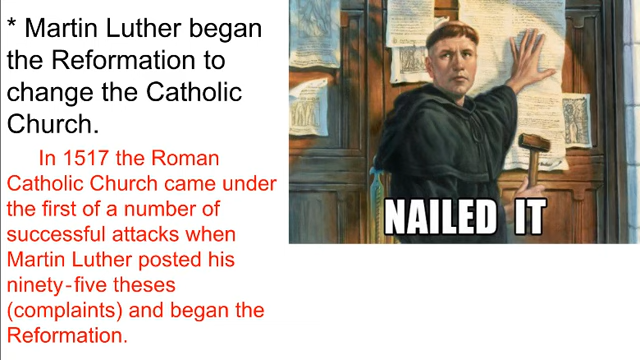 * Martin Luther began
the Reformation to
change the Catholic
Church.
In 1517 the Roman
Catholic Church came under
the first of a number of
successful attacks when
Martin Luther posted his
ninety-five theses
(complaints) and began the
Reformation.
NAILED IT